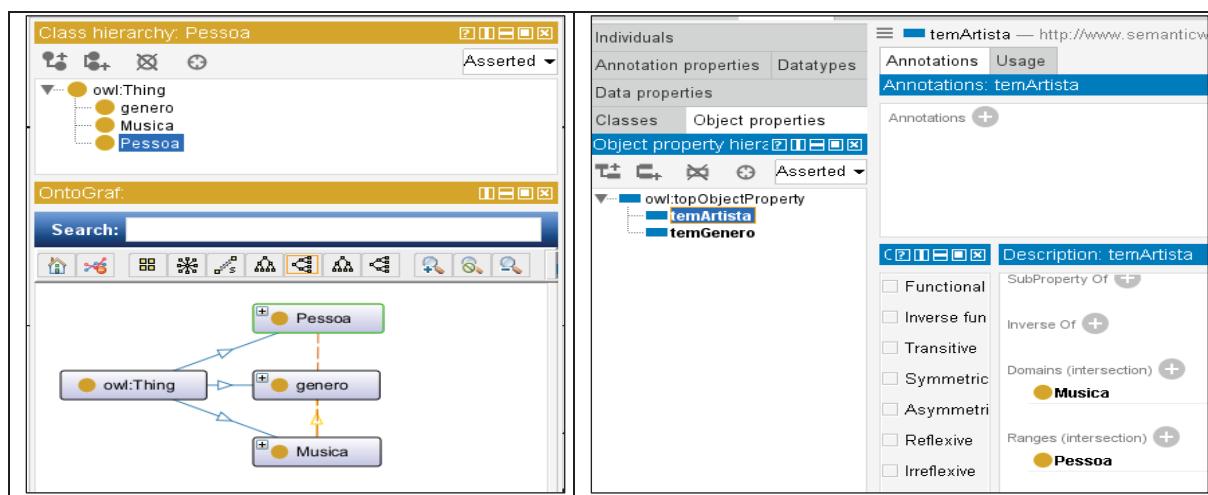 Class hierarchy: Pessoa
Asserted
owl:Thing
genero
Musica
Pessoa
OntoGraf:
Search:
Pessoa
owl:Thing
genero
Musica
Individuals
Annotation properties Datatypes
Data properties
Classes Object properties
Object property hiera
Asserted
owl:topObjectProperty
temArtista
temGenero
temArtista — http://www.semanticw
Annotations Usage
Annotations: temArtista
Annotations
Description: temArtista
Functional
Inverse fun
Transitive
Symmetric
Asymmetri
Reflexive
Irreflexive
SubProperty Of
Inverse Of
Domains (intersection)
Musica
Ranges (intersection)
Pessoa